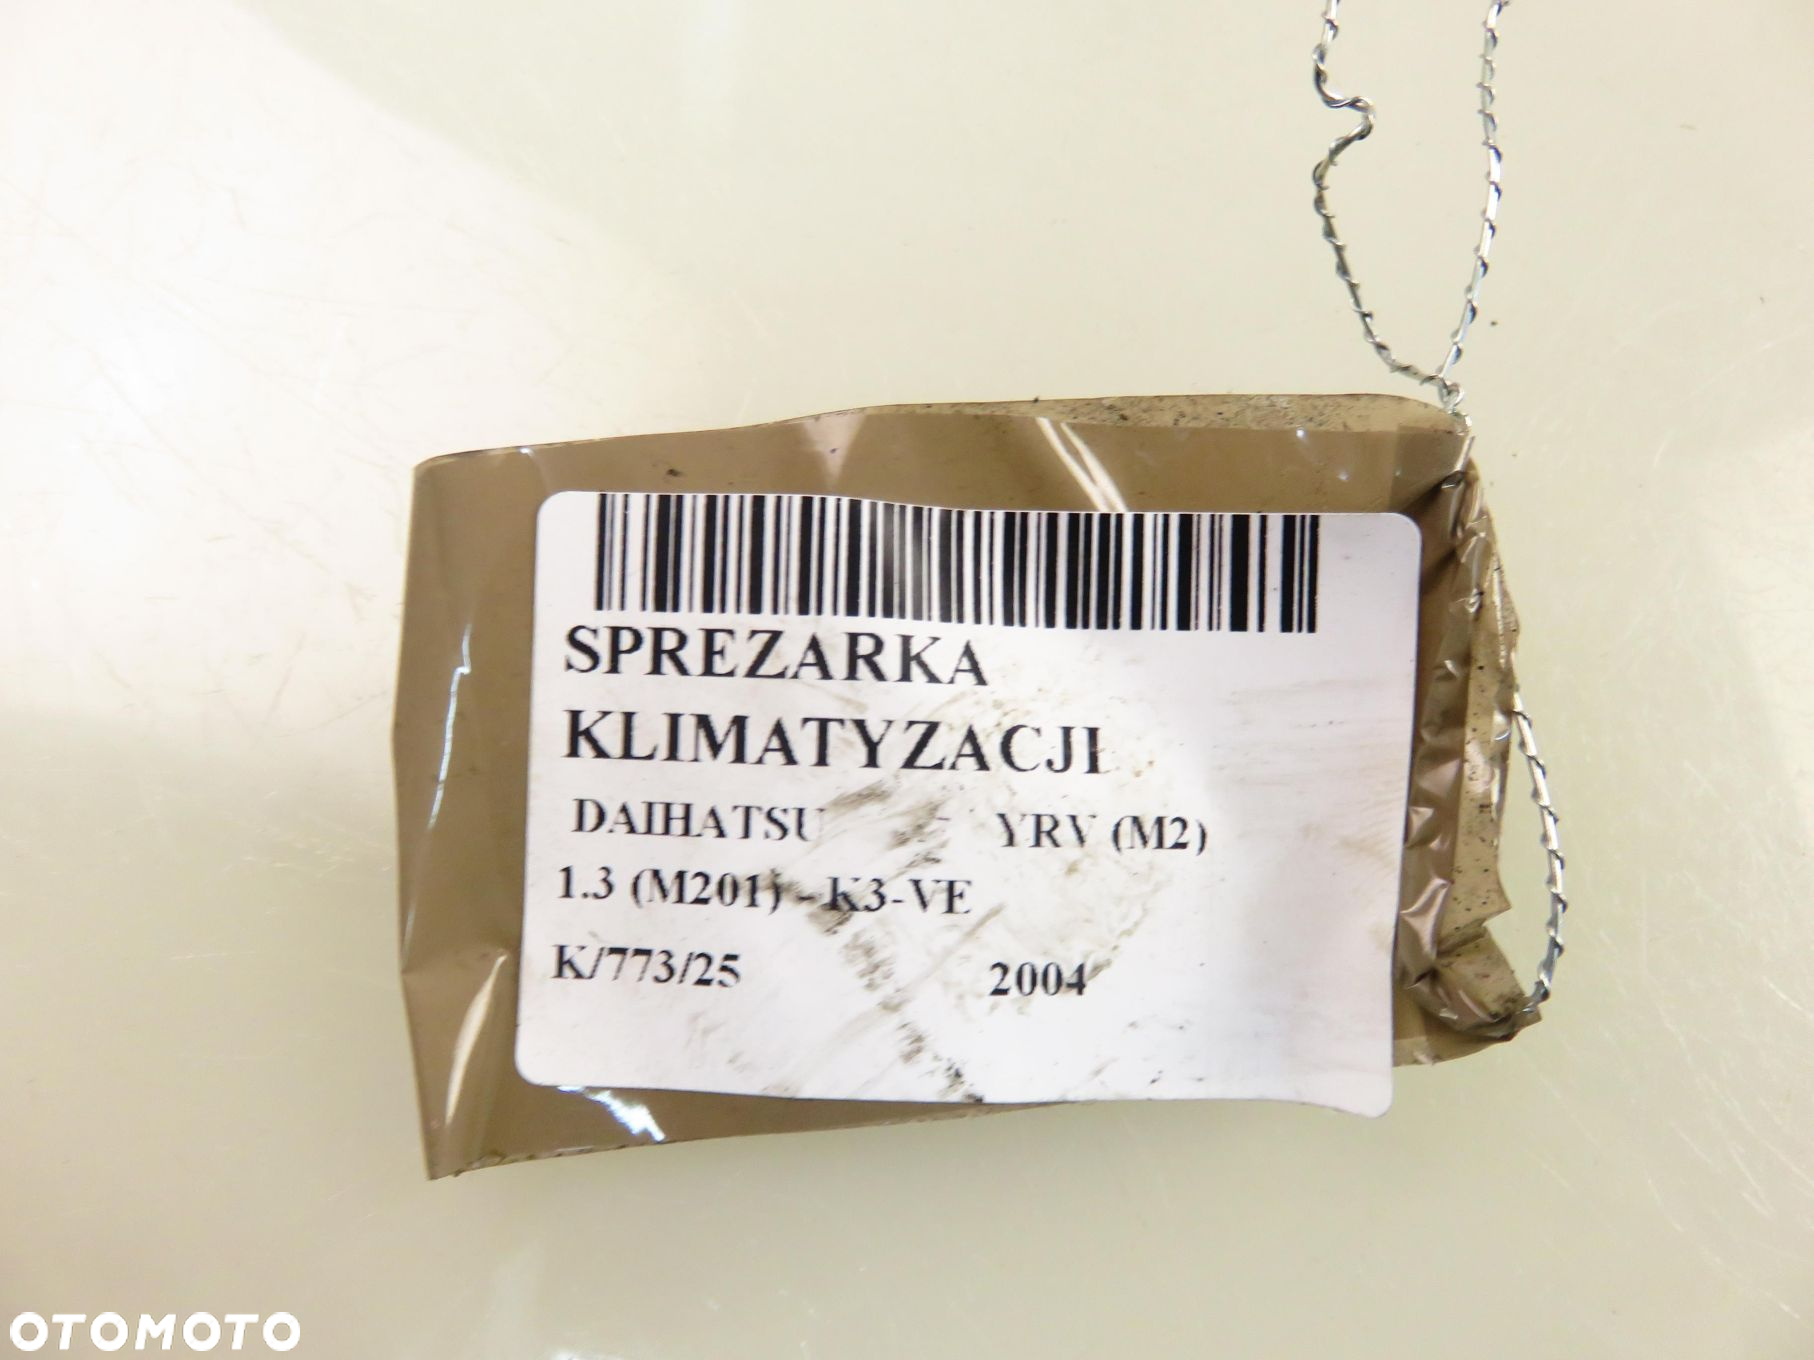 SPREZARKA
KLIMATYZACJI
DAIHATSU - YRV (M2)
1.3 (M201) - K3-VE
K/773/25 2004
OTOMOTO